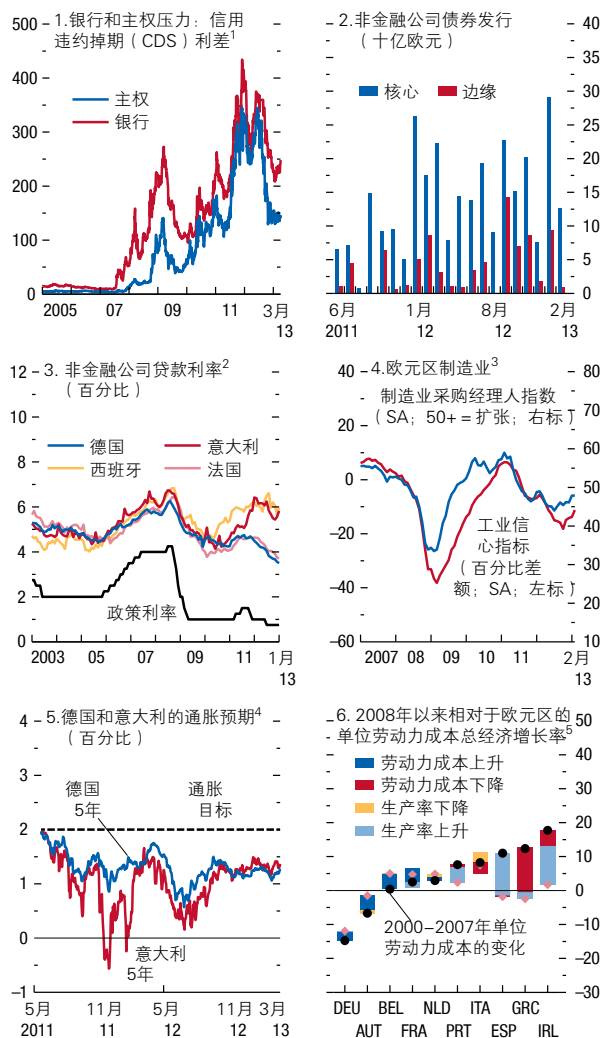 1.银行和主权压力：信用
违约掉期（CDS）利差1
500
400
300
200
100
0
主权
银行
2005 07 09 11 3月
13
2.非金融公司债券发行
（十亿欧元）
40
35
30
25
20
15
10
5
0
核心 边缘
6月 1月 8月 2月
2011 12 12 13
3. 非金融公司贷款利率2
（百分比）
12
10
8
6
4
2
0
德国 意大利
西班牙 法国
政策利率
2003 05 07 09 11 1月
13
4.欧元区制造业3
制造业采购经理人指数
（SA；50+ = 扩张；右标）
40
20
0
–20
–40
–60
80
70
60
50
40
30
20
10
工业信
心指标
（百分比差
额；SA；左标）
2007 08 09 10 11 2月
13
5.德国和意大利的通胀预期4
（百分比）
4
3
2
1
0
–1
德国
5年
通胀
目标
意大利
5年
5月 11月 5月 11月 3月
2011 11 12 12 13
6. 2008年以来相对于欧元区的
单位劳动力成本总经济增长率5
劳动力成本上升
劳动力成本下降
生产率下降
生产率上升
50
40
30
20
10
0
–10
–20
–30
2000–2007年单位
劳动力成本的变化
DEU BEL NLD ITA GRC
AUT FRA PRT ESP IRL